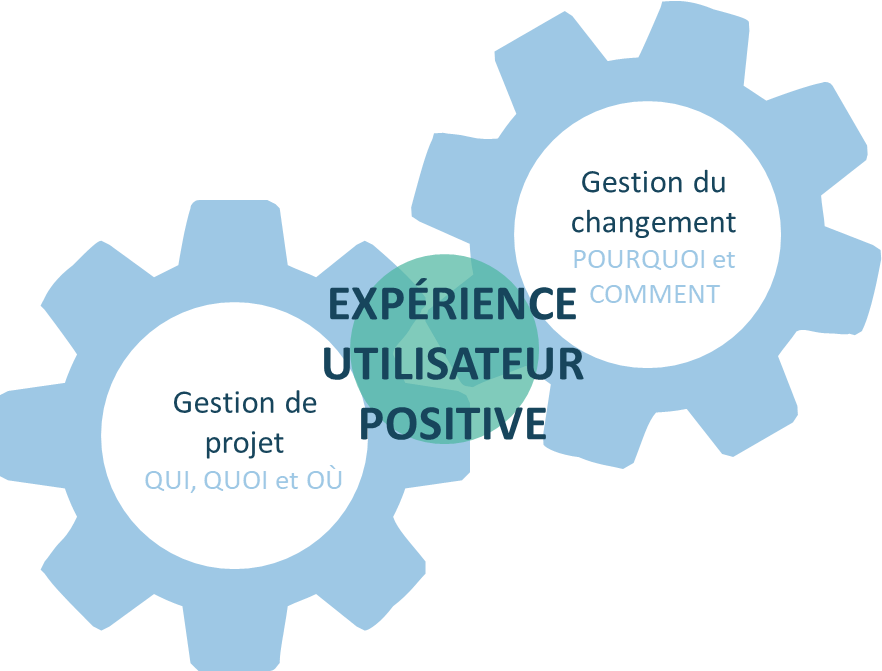 Gestion du
changement
POURQUOI et
COMMENT
EXPÉRIENCE
UTILISATEUR
POSITIVE
Gestion de
projet
QUI, QUOI et OÙ